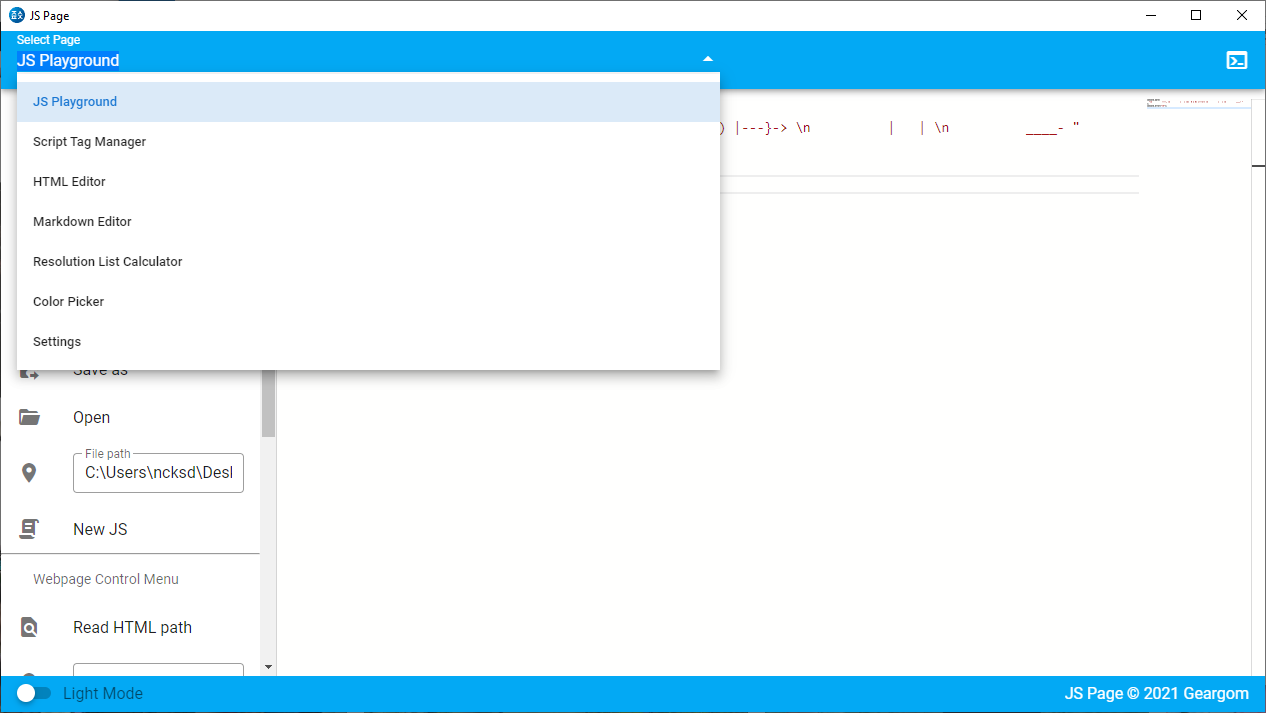 JS Page
Select Page
JS Playground
JS Playground
Script Tag Manager
HTML Editor
Markdown Editor
Resolution List Calculator
Color Picker
Settings
) |---}-> \n          |   | \n          ____- "
Save as
Open
File path
C:\Users\ncksd\Desl
New JS
Webpage Control Menu
Read HTML path
Light Mode
JS Page © 2021 Geargom